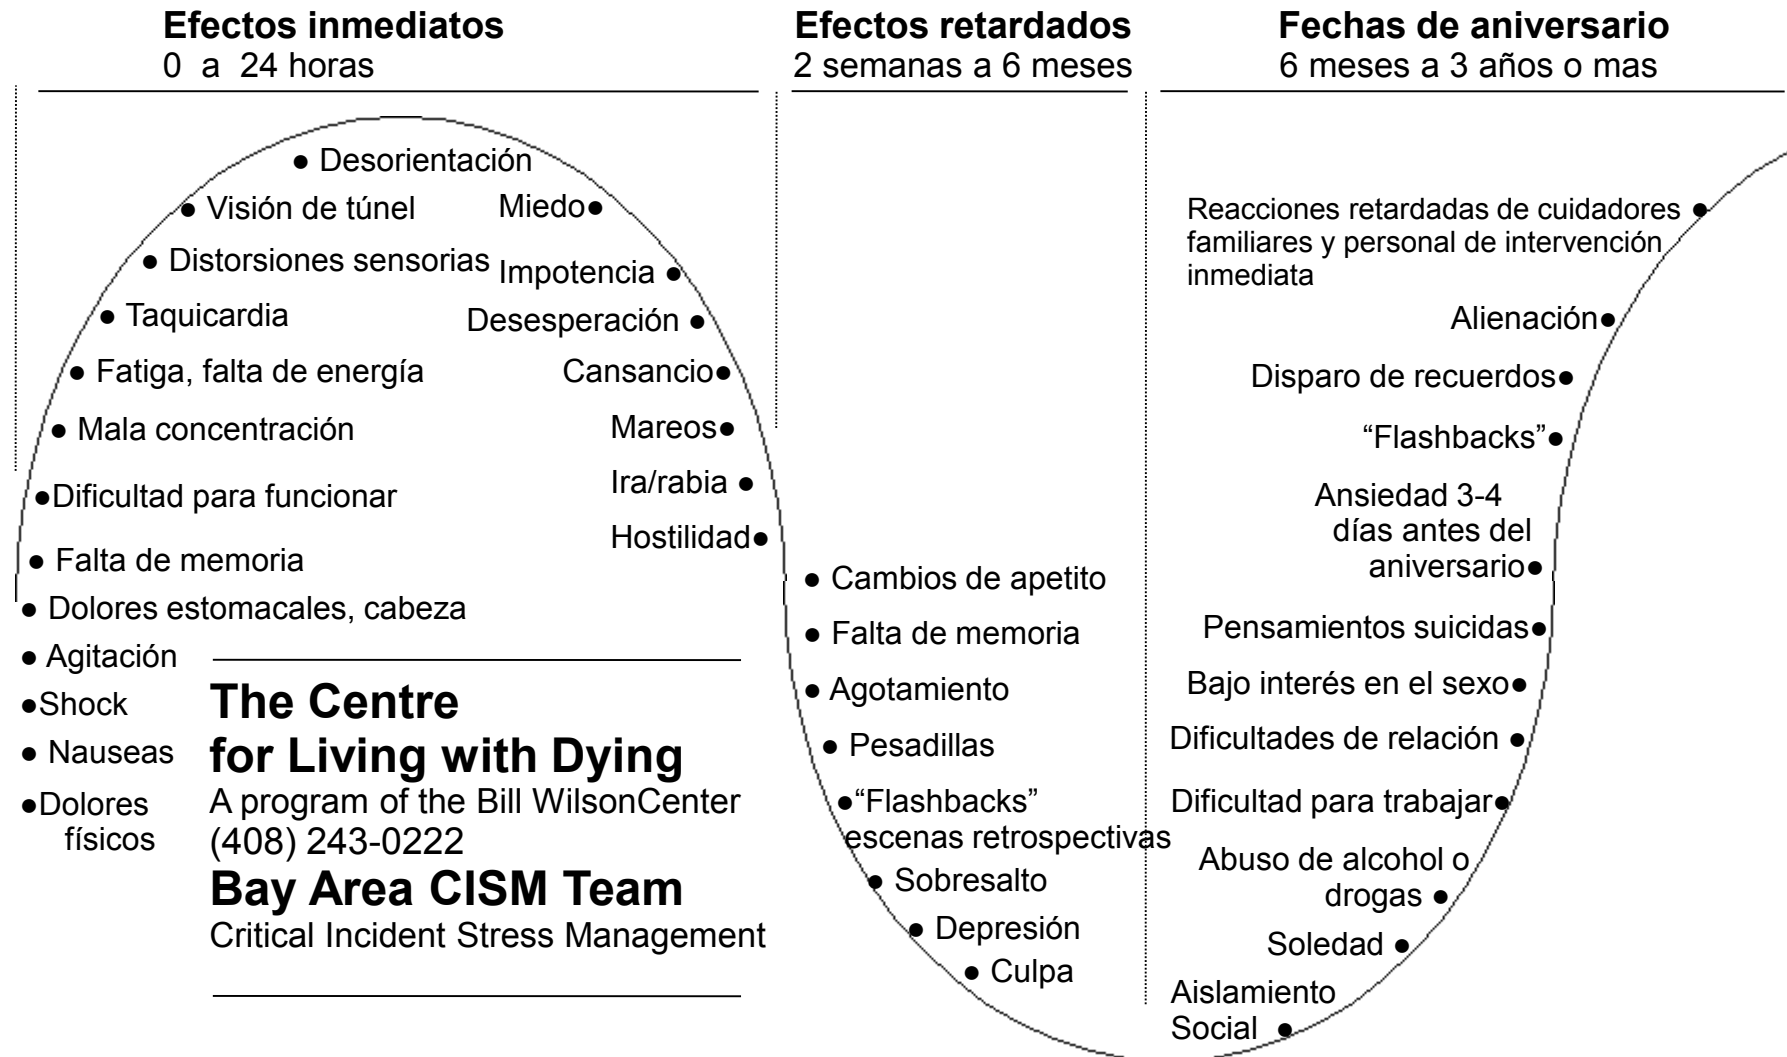 Efectos inmediatos
0 a 24 horas
Efectos retardados
2 semanas a 6 meses
Fechas de aniversario
6 meses a 3 años o mas
● Desorientación
● Visión de túnel
● Distorsiones sensorias
● Taquicardia
● Fatiga, falta de energía
● Mala concentración
●Dificultad para funcionar
● Falta de memoria
● Dolores estomacales, cabeza
● Agitación
●Shock
● Nauseas
●Dolores
físicos
Miedo●
Impotencia ●
Desesperación ●
Cansancio●
Mareos●
Ira/rabia ●
Hostilidad●
The Centre
for Living with Dying
A program of the Bill WilsonCenter
(408) 243-0222
Bay Area CISM Team
Critical Incident Stress Management
● Cambios de apetito
● Falta de memoria
● Agotamiento
● Pesadillas
●“Flashbacks”
escenas retrospectivas
● Sobresalto
● Depresión
● Culpa
Reacciones retardadas de cuidadores ●
familiares y personal de intervención
inmediata
Alienación●
Disparo de recuerdos●
“Flashbacks”●
Ansiedad 3-4
días antes del
aniversario●
Pensamientos suicidas●
Bajo interés en el sexo●
Dificultades de relación ●
Dificultad para trabajar●
Abuso de alcohol o
drogas ●
Soledad ●
Aislamiento
Social ●